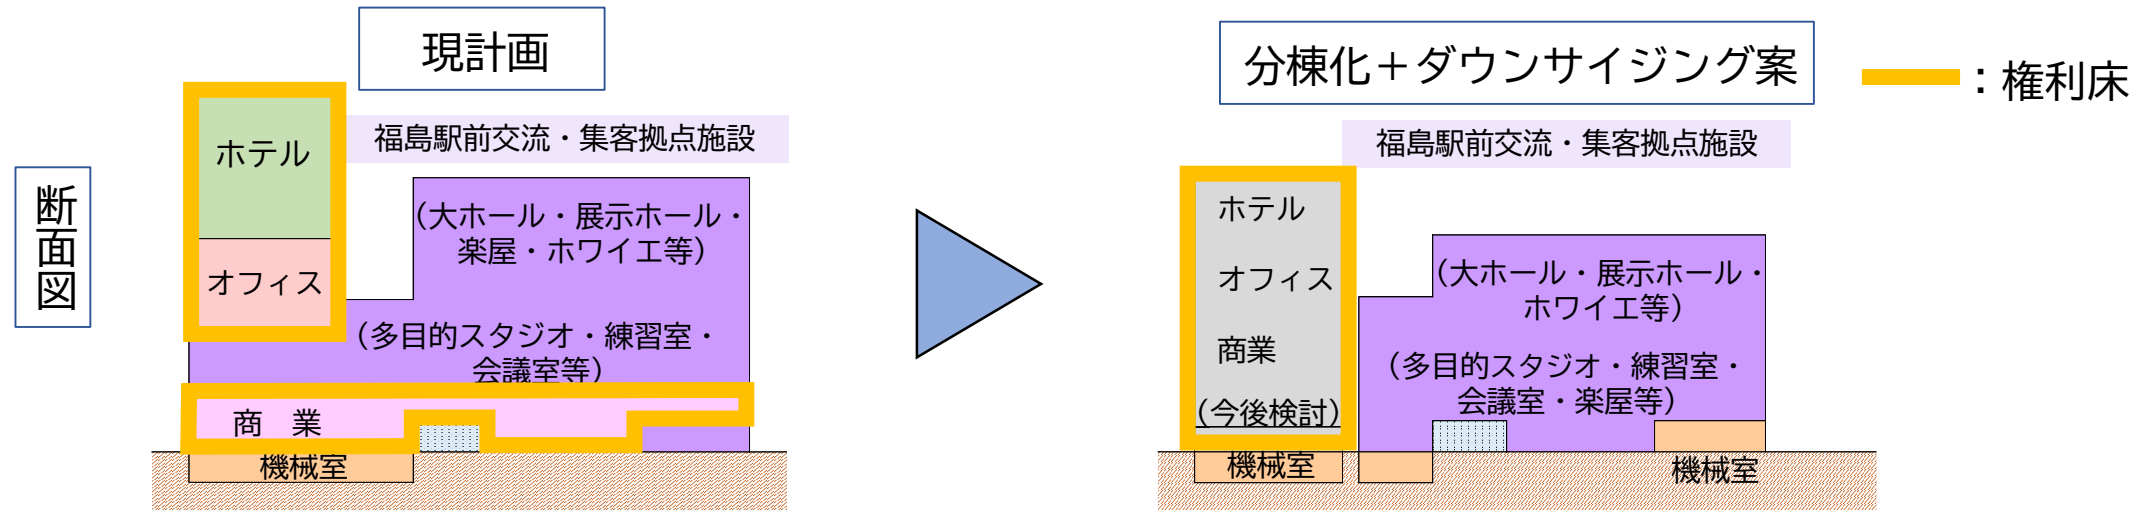 現計画
分棟化＋ダウンサイジング案
：権利床
断面図
福島駅前交流・集客拠点施設
ホテル
オフィス
（大ホール・展示ホール・
楽屋・ホワイエ等）
（多目的スタジオ・練習室・
会議室等）
商　業
機械室
福島駅前交流・集客拠点施設
ホテル
オフィス
商業
（今後検討）
（大ホール・展示ホール・
ホワイエ等）
（多目的スタジオ・練習室・
会議室・楽屋等）
機械室
機械室